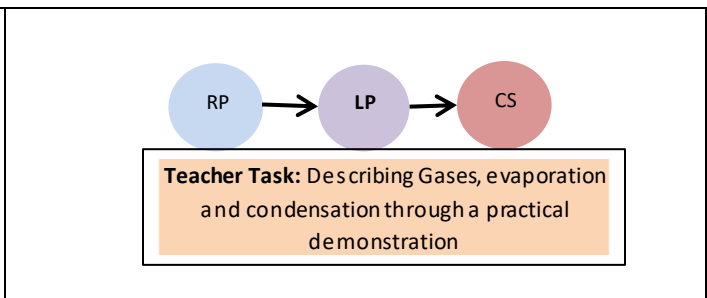 RP LP CS
Teacher Task: Describing Gases, evaporation
and condensation through a practical
demonstration